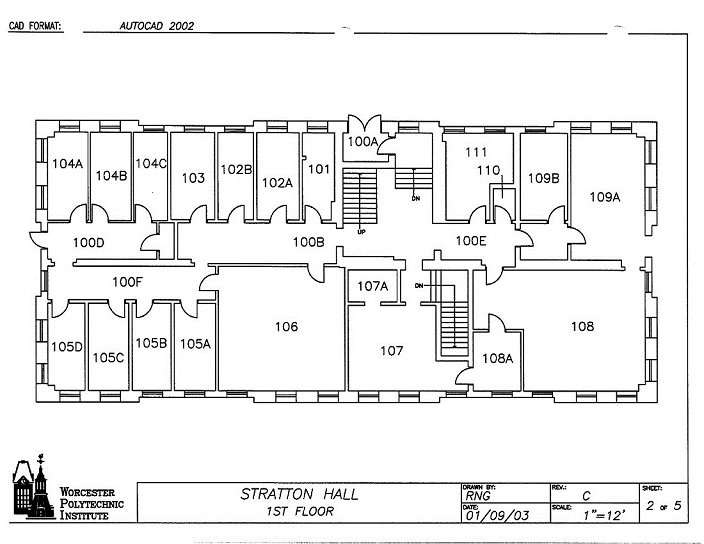 CAD FORMAT: AUTOCAD 2002
100A
104A 104B 104C 103 102B 102A 101 111 110 109B 109A
UP DN
100D 100B 100E
100F 107A DN
106 107 108
105D 105C 105B 105A 108A
WORCESTER
POLYTECHNIC
INSTITUTE
STRATTON HALL
1ST FLOOR
DRAWN BY:
RNG
DATE:
01/09/03
REV.:
C
SCALE:
1"=12'
SHEET:
2 OF 5